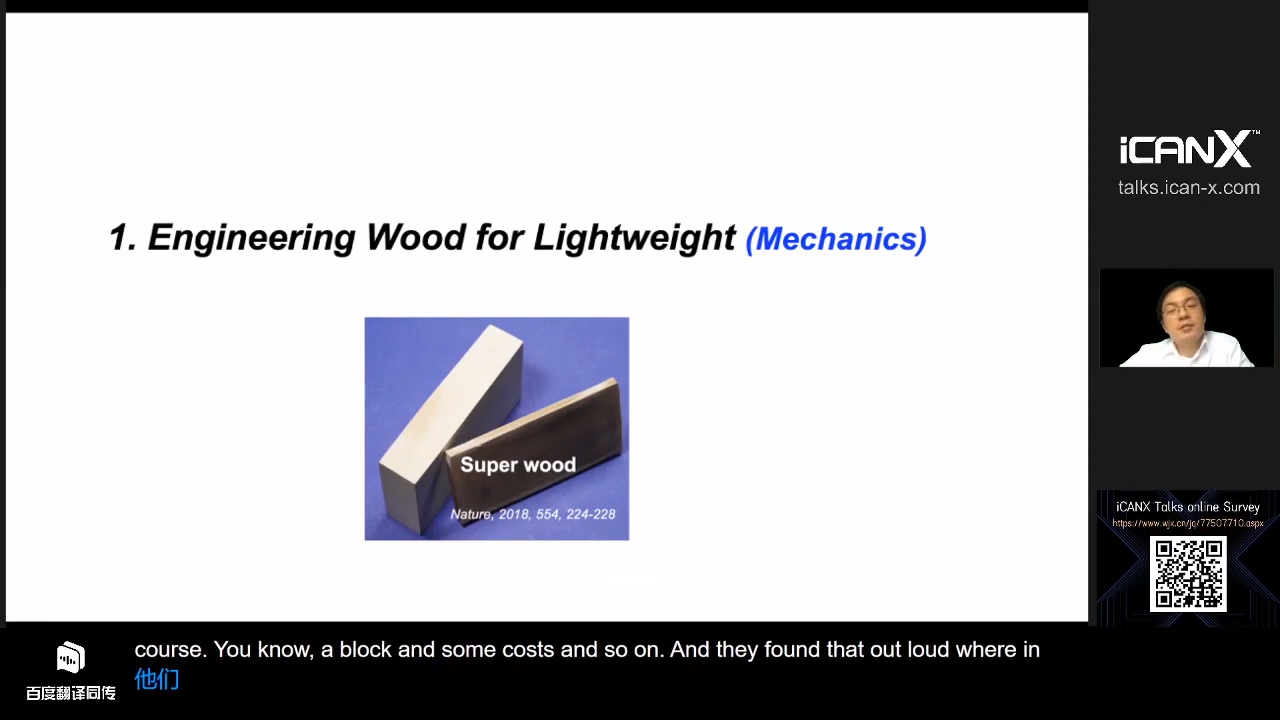 1. Engineering Wood for Lightweight (Mechanics)
Super wood
Nature, 2018, 554, 224-228
iCANX™
talks.ican-x.com
iCANX Talks online Survey
https://www.wjx.cn/jq/77507710.aspx
course. You know, a block and some costs and so on. And they found that out loud where in
他们
百度翻译同传